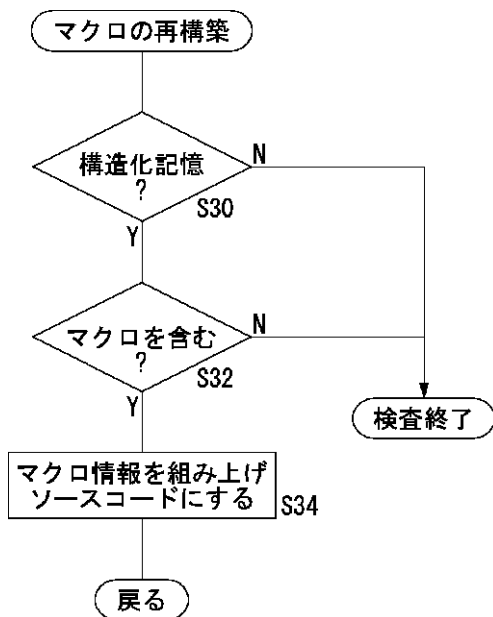 マクロの再構築
構造化記憶
?
N
S30
Y
マクロを含む
?
N
S32
Y
検査終了
マクロ情報を組み上げ
ソースコードにする
S34
戻る